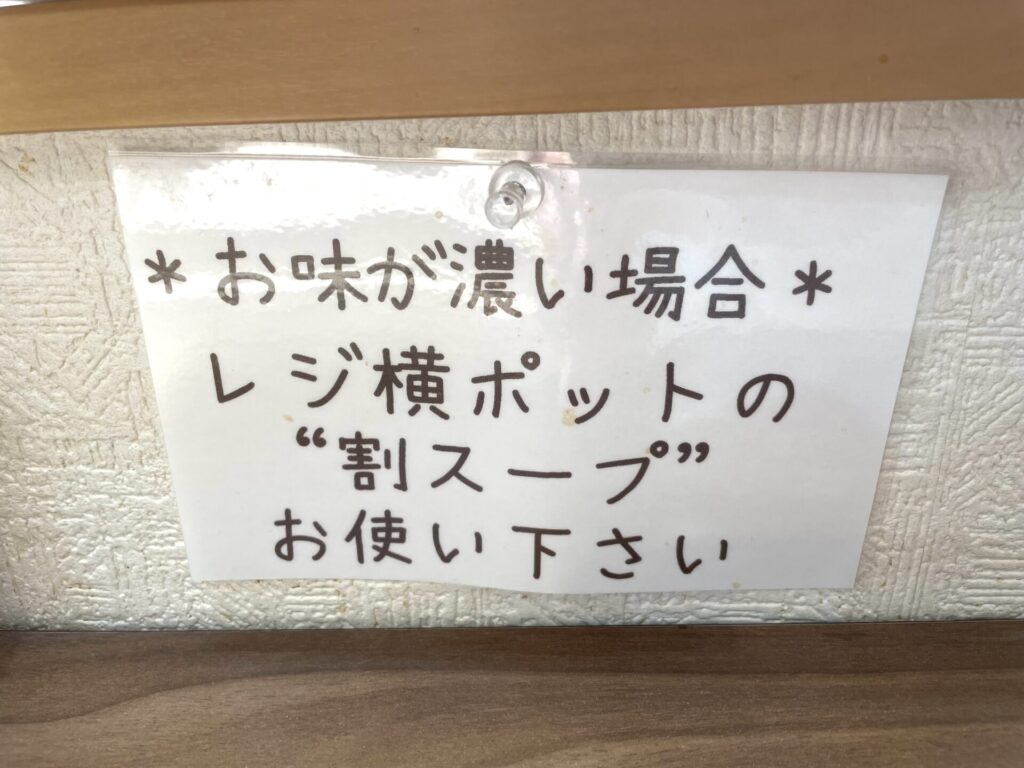 *お味が濃い場合*
レジ横ポットの
“割スープ”
お使い下さい